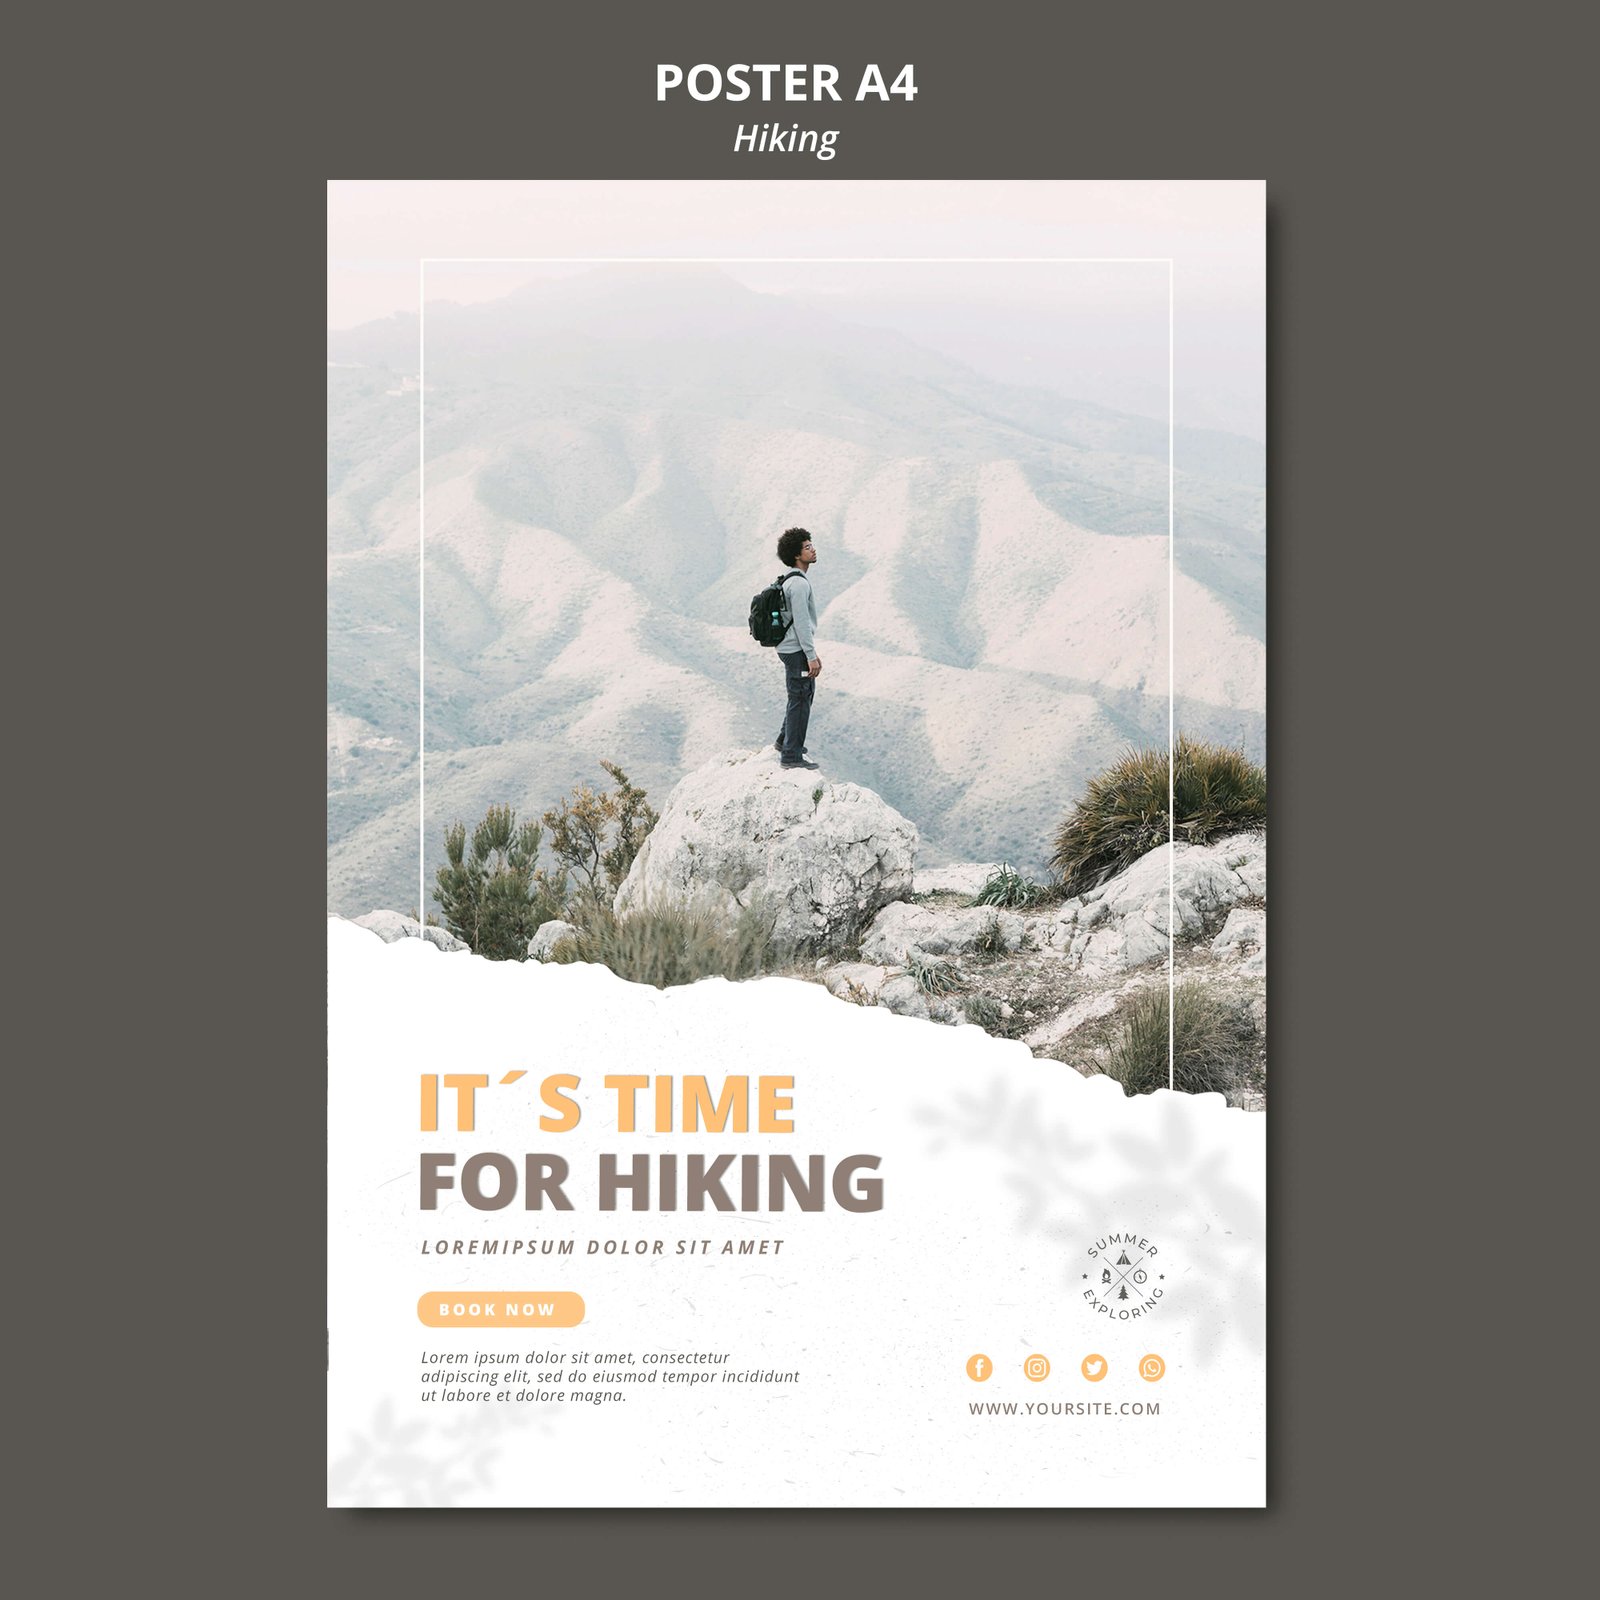 POSTER A4
Hiking
IT´S TIME
FOR HIKING
LOREMIPSUM DOLOR SIT AMET
BOOK NOW
Lorem ipsum dolor sit amet, consectetur
adipiscing elit, sed do eiusmod tempor incididunt
ut labore et dolore magna.
SUMMER
EXPLORING
WWW.YOURSITE.COM